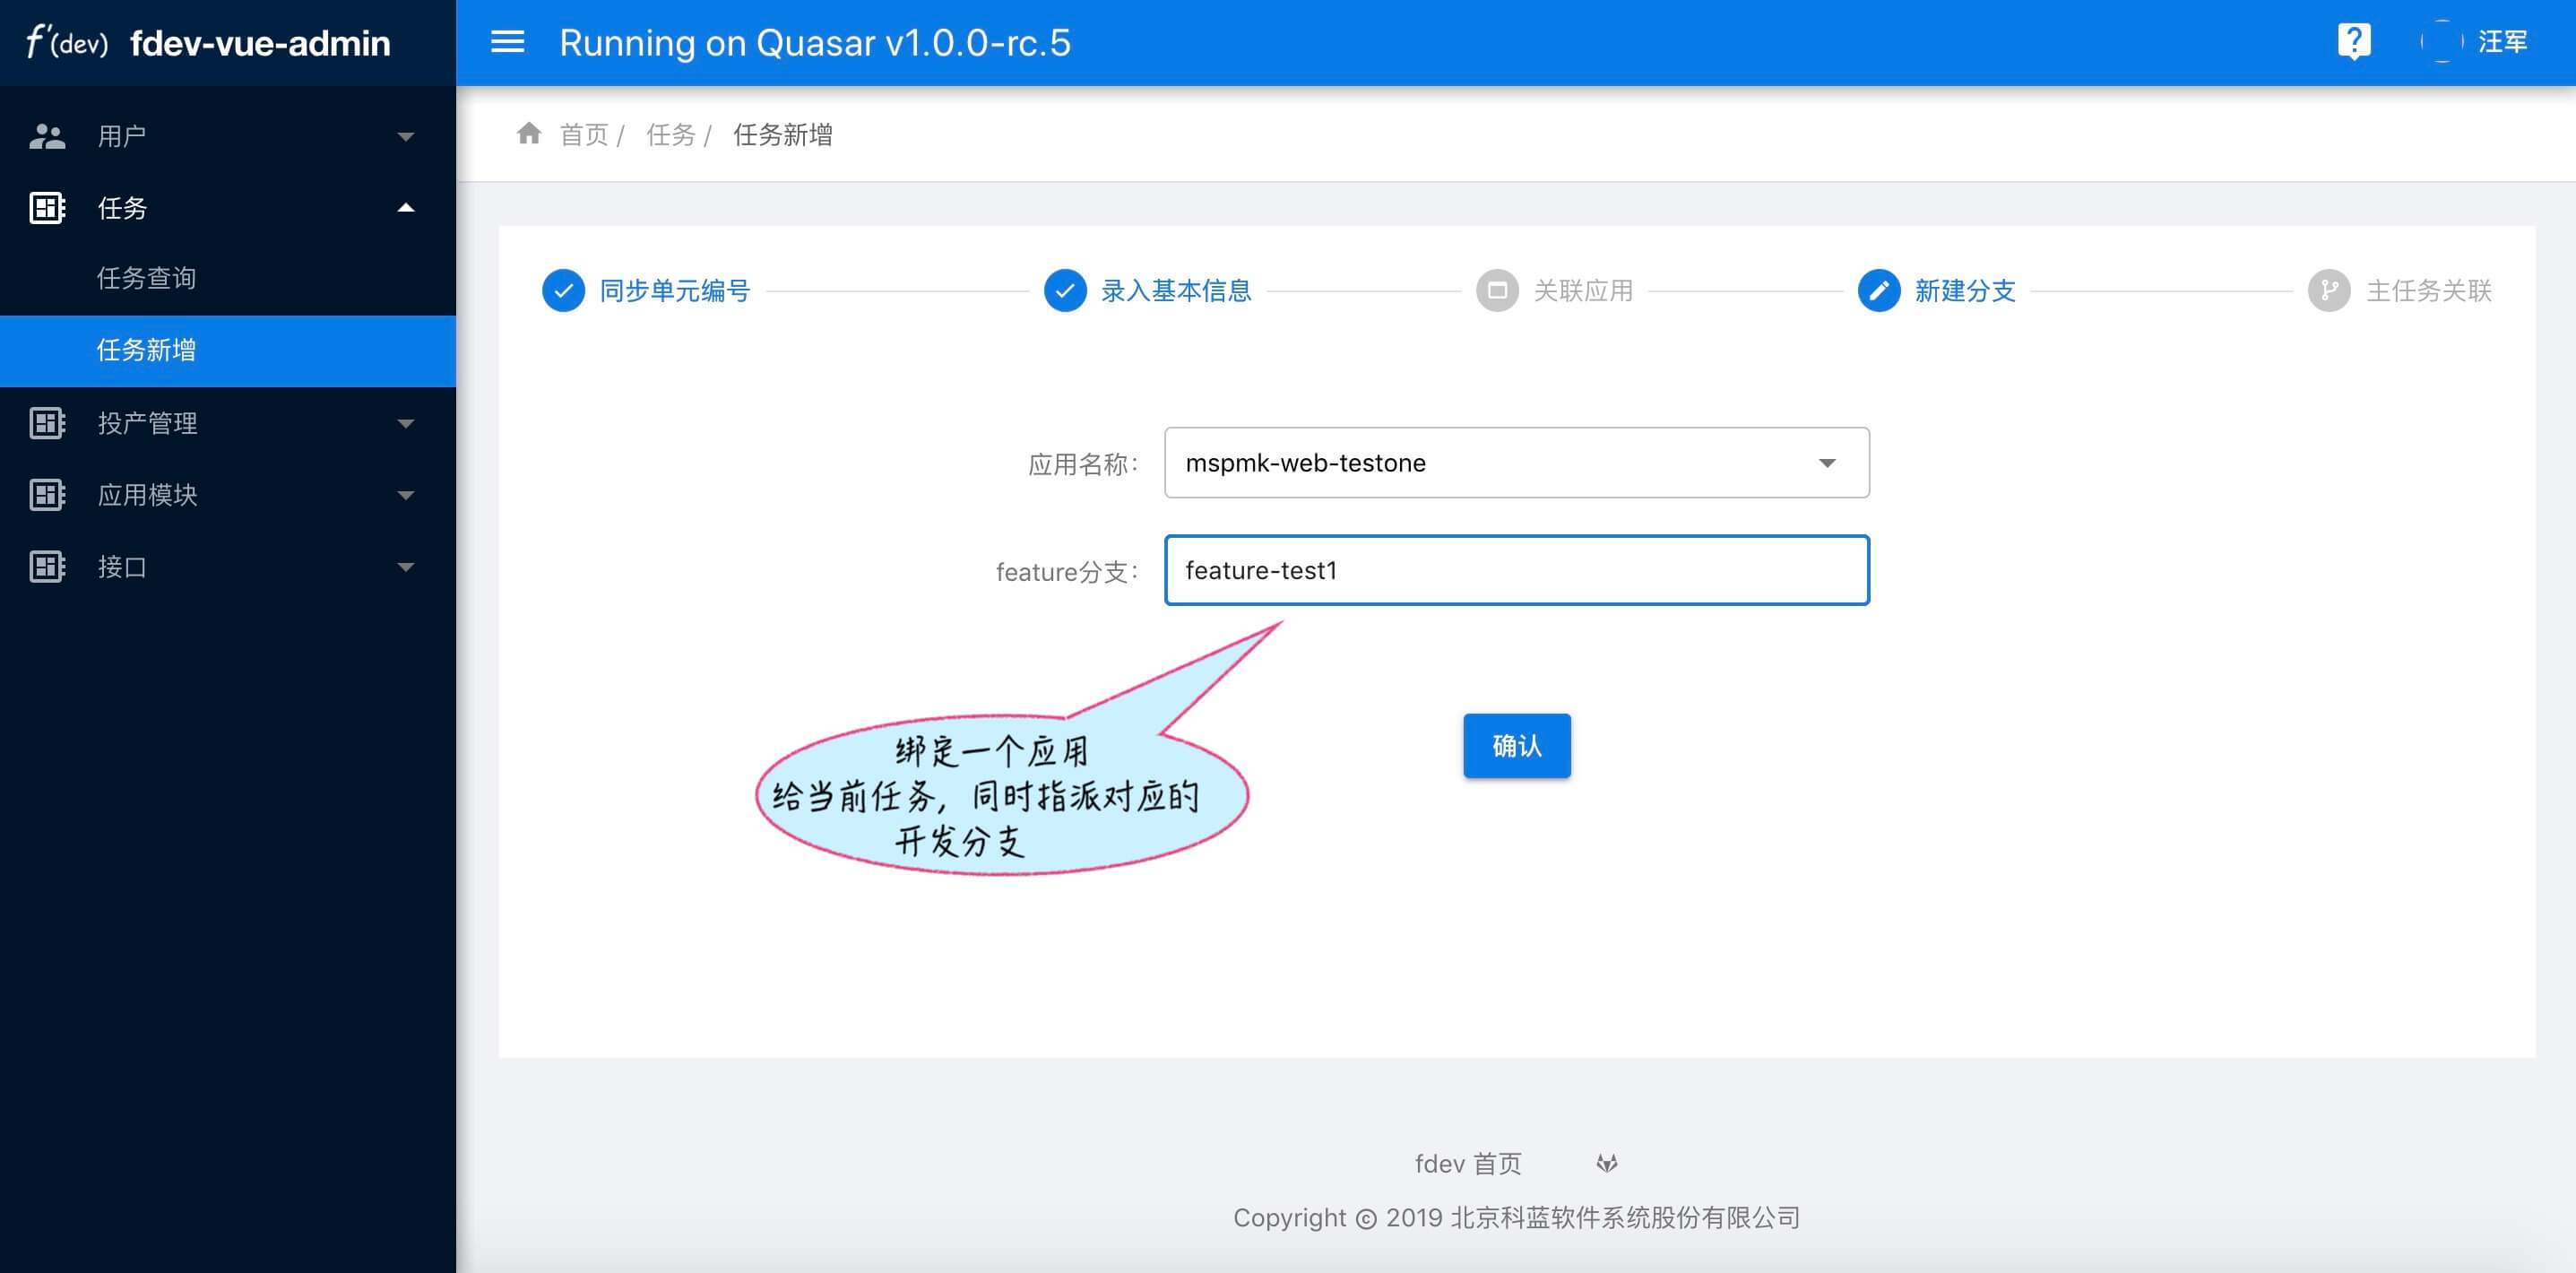 f'(dev) fdev-vue-admin
Running on Quasar v1.0.0-rc.5
汪军
用户
任务
任务查询
任务新增
投产管理
应用模块
接口
首页 / 任务 / 任务新增
同步单元编号
录入基本信息
关联应用
新建分支
主任务关联
应用名称: mspmk-web-testone
feature分支: feature-test1
绑定一个应用
给当前任务, 同时指派对应的
开发分支
确认
fdev 首页
Copyright © 2019 北京科蓝软件系统股份有限公司